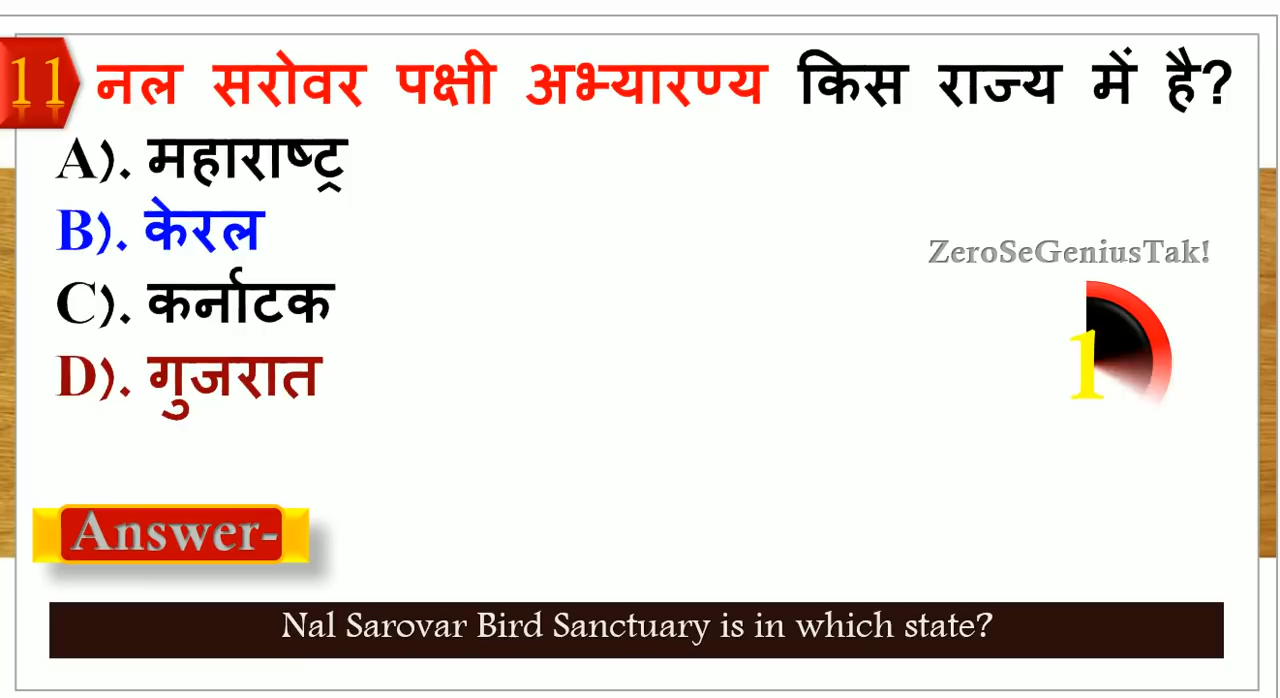 11 नल सरोवर पक्षी अभ्यारण्य किस राज्य में है?
A). महाराष्ट्र
B). केरल
C). कर्नाटक
D). गुजरात
ZeroSeGeniusTak!
1
Answer-
Nal Sarovar Bird Sanctuary is in which state?